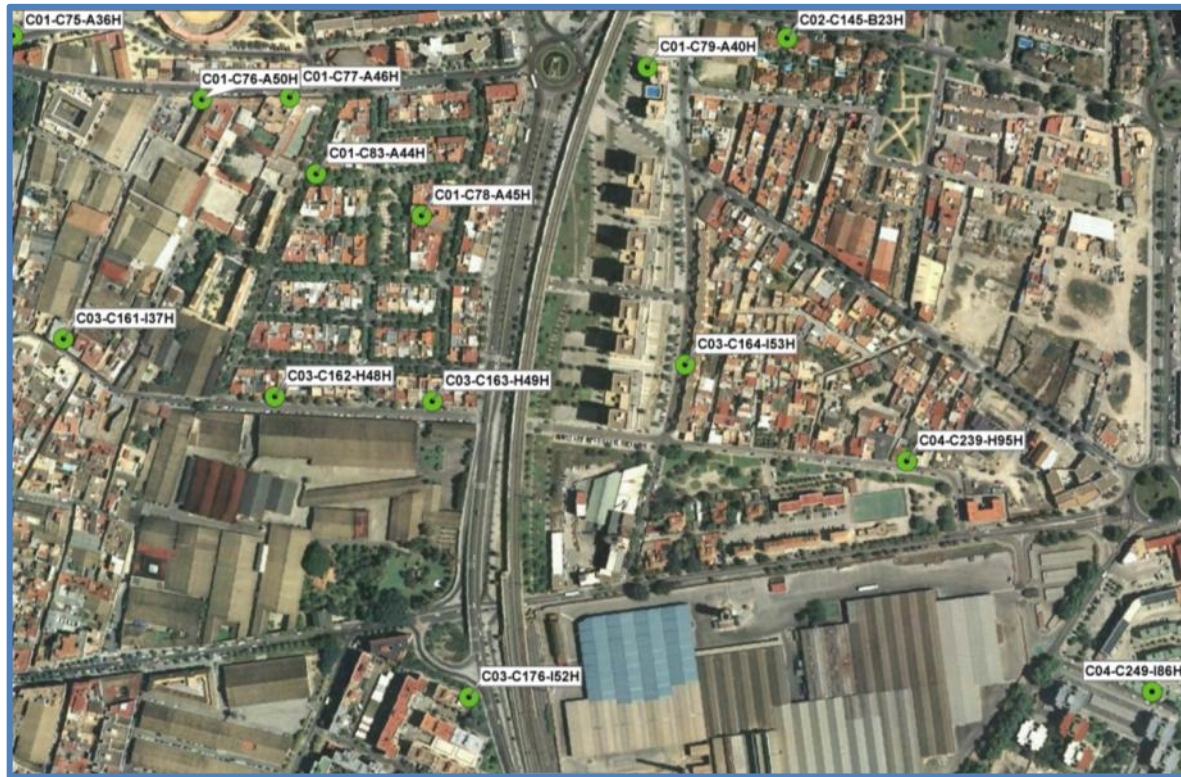 C01-C75-A36H
C02-C145-B23H
C01-C79-A40H
C01-C76-A50H
C01-C77-A46H
C01-C83-A44H
C01-C78-A45H
C03-C161-I37H
C03-C164-I53H
C03-C162-H48H
C03-C163-H49H
C04-C239-H95H
C03-C176-I52H
C04-C249-I86H